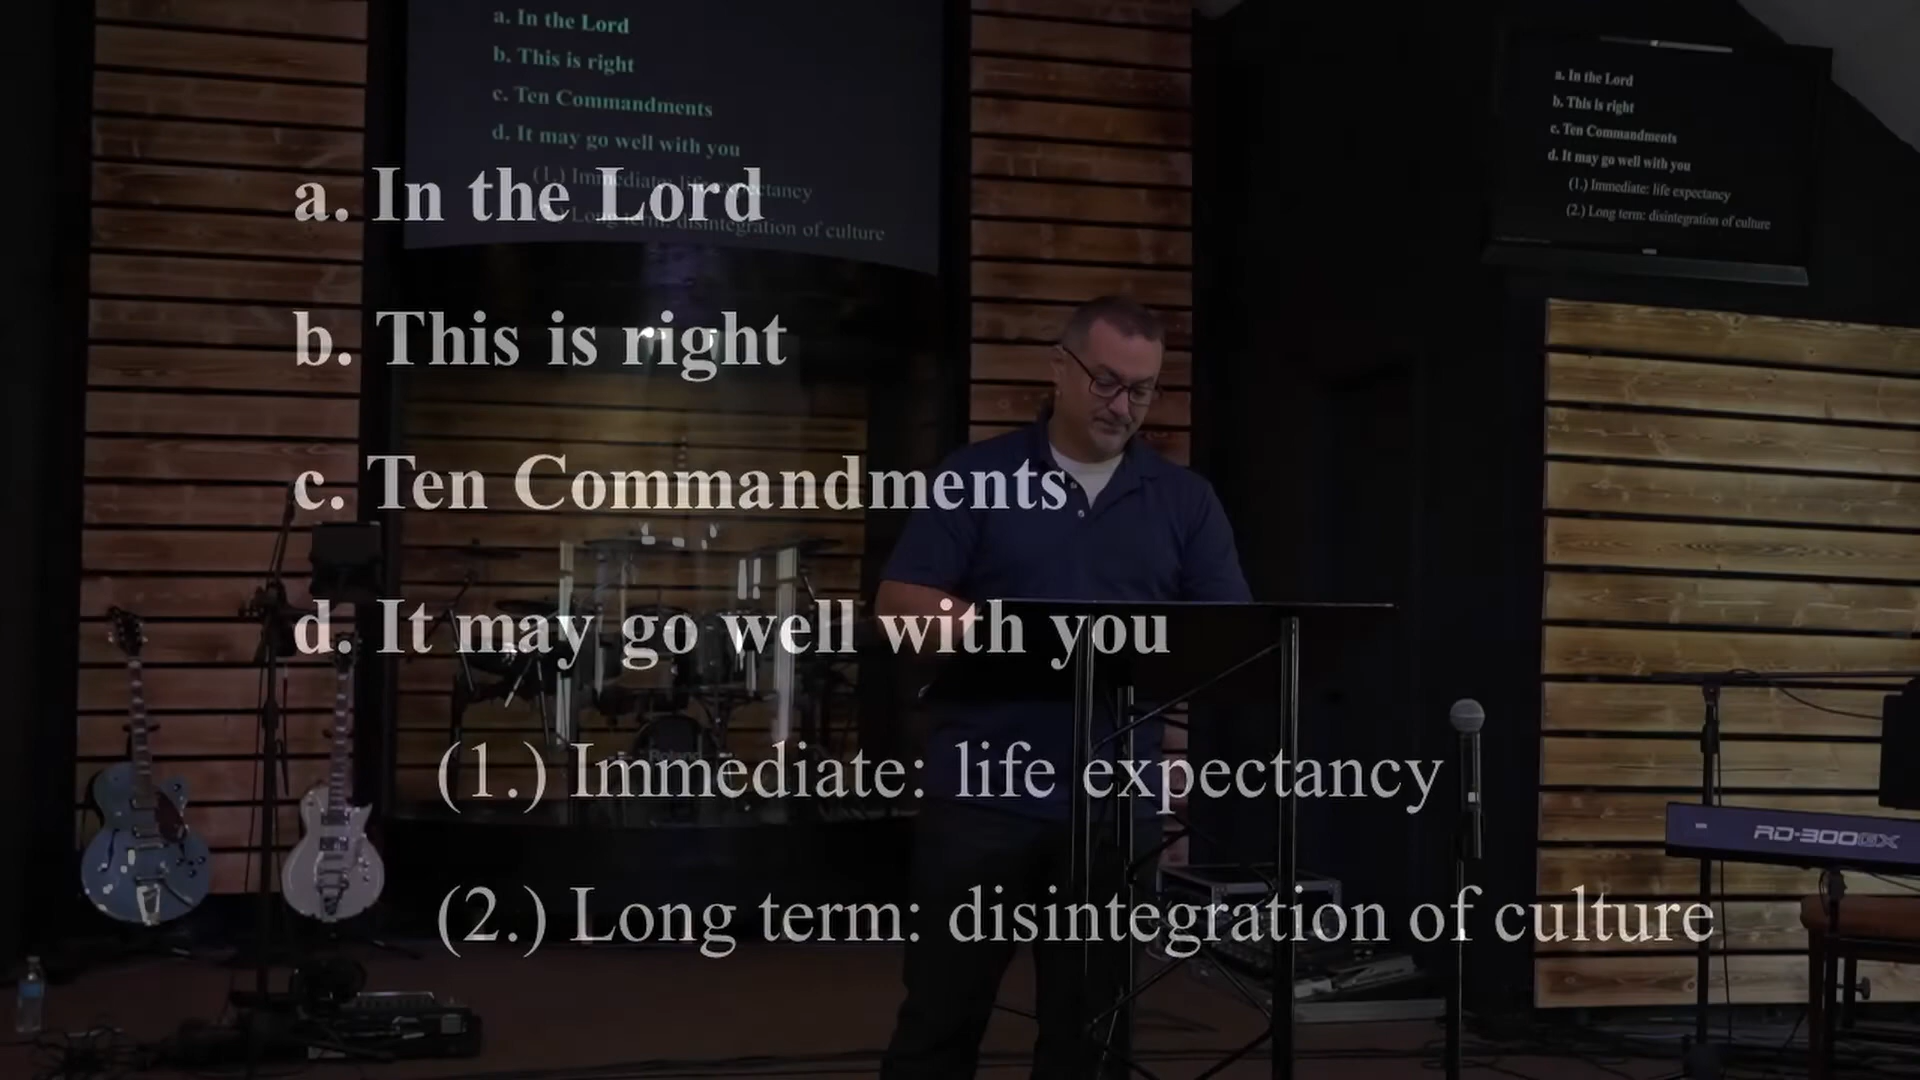 a. In the Lord
b. This is right
c. Ten Commandments
d. It may go well with you
(1.) Immediate: life expectancy
(2.) Long term: disintegration of culture
a. In the Lord
b. This is right
c. Ten Commandments
d. It may go well with you
(1.) Immediate: life expectancy
(2.) Long term: disintegration of culture
a. In the Lord
b. This is right
c. Ten Commandments
d. It may go well with you
(1.) Immediate: life expectancy
(2.) Long term: disintegration of culture
Roland
RD-300GX